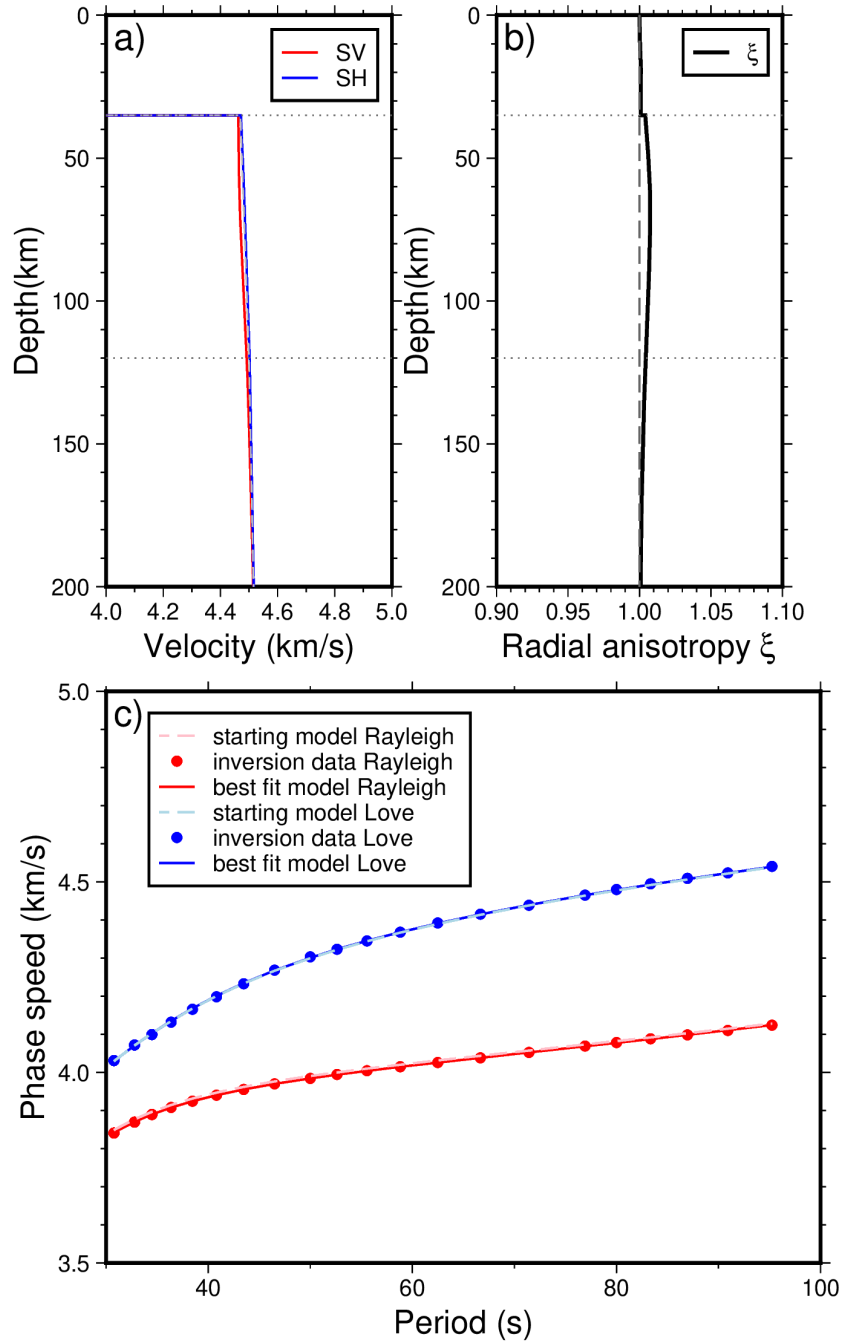 a)
SV
SH
0
50
100
150
200
Depth(km)
4.0 4.2 4.4 4.6 4.8 5.0
Velocity (km/s)
b)
ξ
0
50
100
150
200
Depth(km)
0.90 0.95 1.00 1.05 1.10
Radial anisotropy ξ
c)
starting model Rayleigh
inversion data Rayleigh
best fit model Rayleigh
starting model Love
inversion data Love
best fit model Love
5.0
4.5
4.0
3.5
Phase speed (km/s)
40 60 80 100
Period (s)